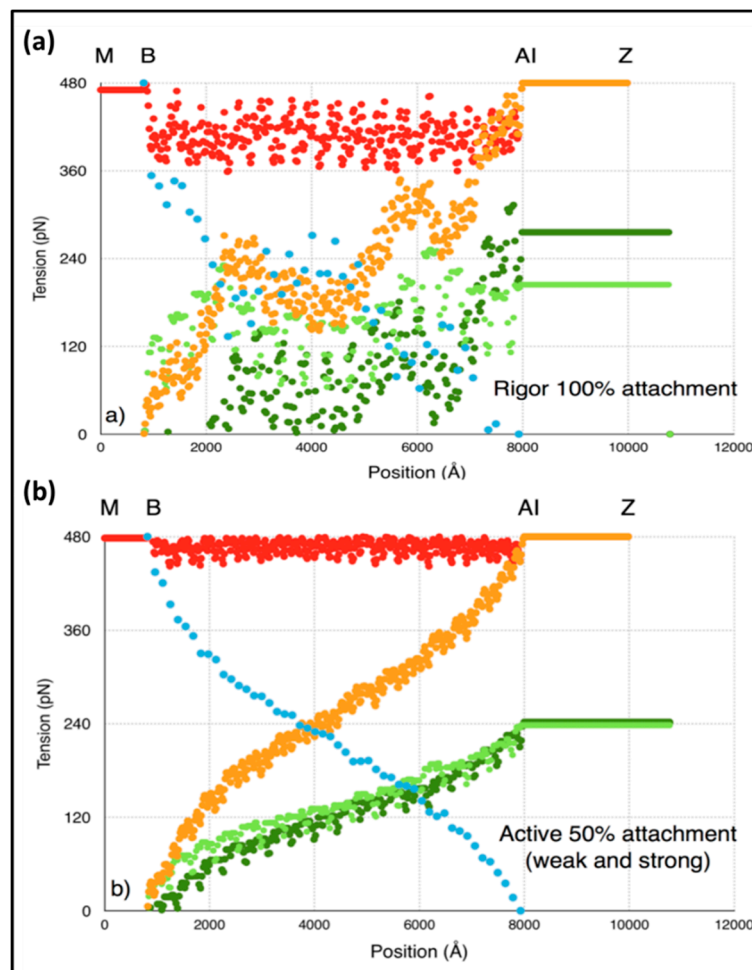 (a)
M B AI Z
480
360
240
120
0
Tension (pN)
Rigor 100% attachment
a)
0 2000 4000 6000 8000 10000 12000
Position (Å)
(b)
M B AI Z
480
360
240
120
0
Tension (pN)
Active 50% attachment
(weak and strong)
b)
0 2000 4000 6000 8000 10000 12000
Position (Å)